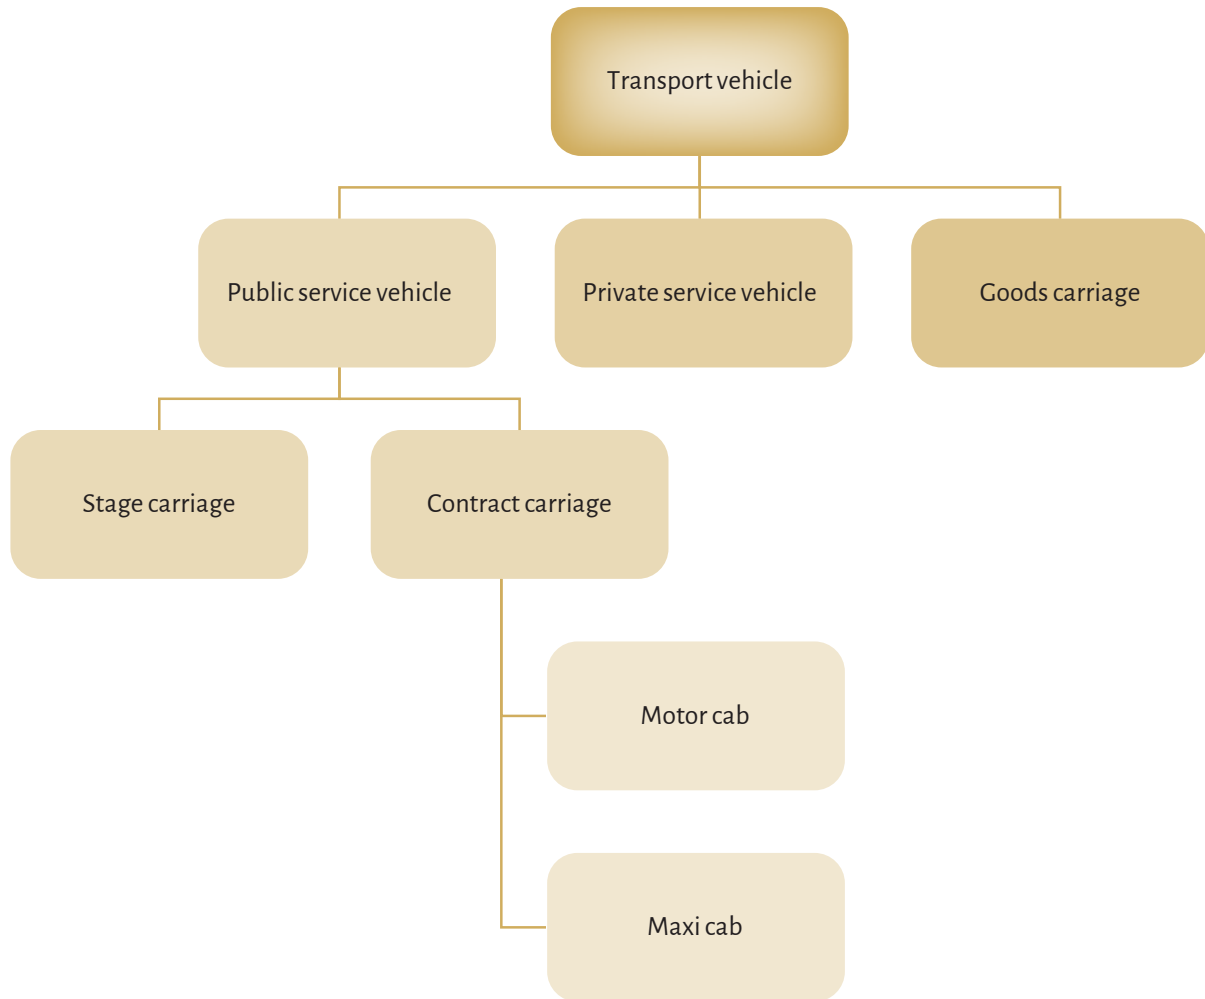 Transport vehicle
Public service vehicle
Private service vehicle
Goods carriage
Stage carriage
Contract carriage
Motor cab
Maxi cab